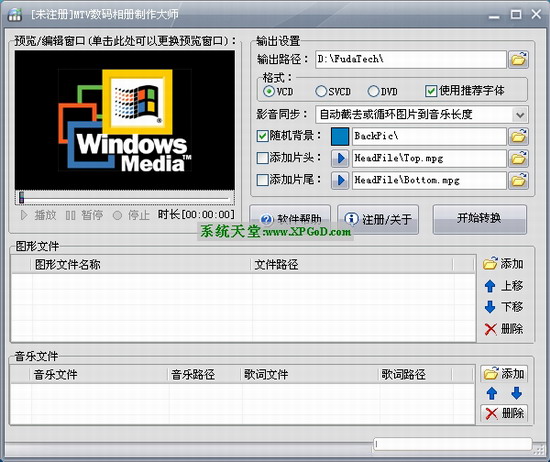 [未注册]MTV数码相册制作大师
预览/编辑窗口(单击此处可以更换预览窗口):
Windows
Media™
播放 暂停 停止 时长[00:00:00]
输出设置
输出路径: D:\FudaTech\
格式:
VCD SVCD DVD 使用推荐字体
影音同步: 自动截去或循环图片到音乐长度
随机背景: BackPic\
添加片头: HeadFile\Top.mpg
添加片尾: HeadFile\Bottom.mpg
软件帮助 注册/关于 开始转换
系统天堂:www.XPGoD.com
图形文件
图形文件名称 文件路径
添加
上移
下移
删除
音乐文件
音乐文件 音乐路径 歌词文件 歌词路径
添加
删除